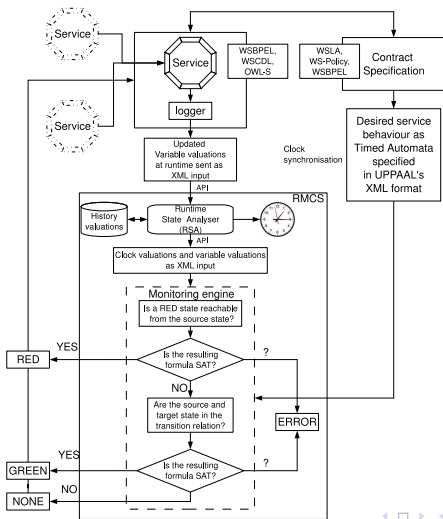 Service
Service
Service
logger
WSBPEL,
WSCDL,
OWL-S
WSLA,
WS-Policy,
WSBPEL
Contract
Specification
Updated
Variable valuations
at runtime sent as
XML input
Clock
synchronisation
Desired service
behaviour as
Timed Automata
specified
in UPPAAL's
XML format
API
RMCS
History
valuations
Runtime
State Analyser
(RSA)
API
Clock valuations and variable valuations
as XML input
Monitoring engine
Is a RED state reachable
from the source state?
YES
RED
Is the resulting
formula SAT?
?
NO
Are the source and
target state in the
transition relation?
ERROR
YES
GREEN
Is the resulting
formula SAT?
?
NO
NONE